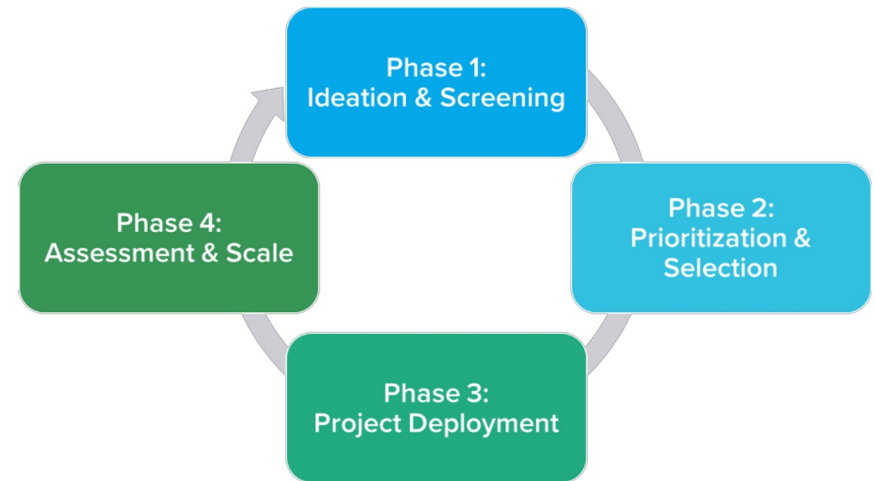 Phase 1:
Ideation & Screening
Phase 2:
Prioritization &
Selection
Phase 3:
Project Deployment
Phase 4:
Assessment & Scale